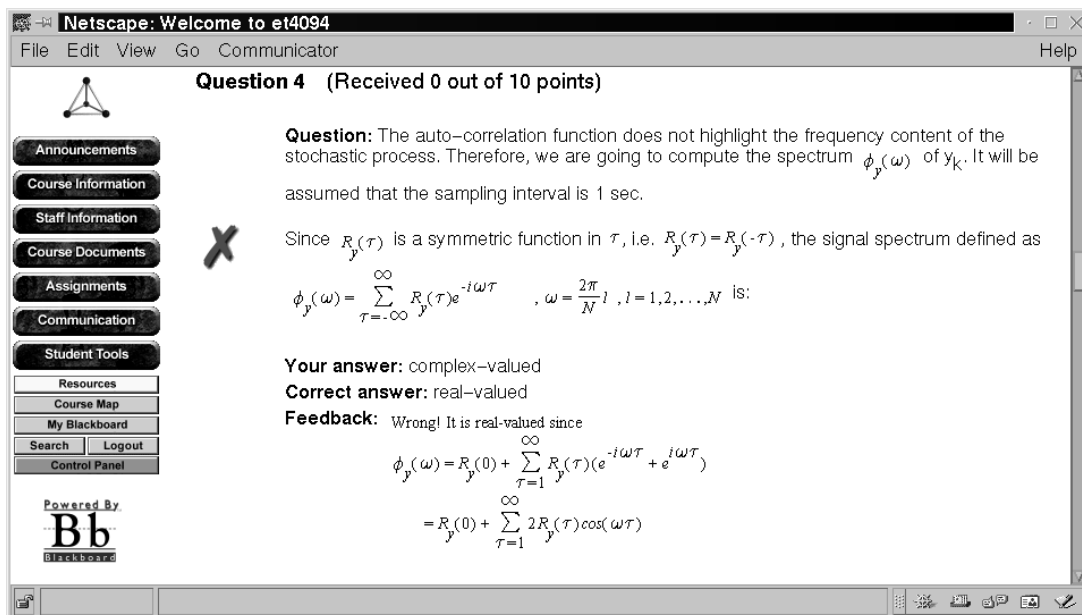 Netscape: Welcome to et4094
File Edit View Go Communicator Help
Question 4 (Received 0 out of 10 points)
Question: The auto-correlation function does not highlight the frequency content of the
stochastic process. Therefore, we are going to compute the spectrum ϕ_y(ω) of y_k. It will be
assumed that the sampling interval is 1 sec.
Since R_y(τ) is a symmetric function in τ, i.e. R_y(τ) = R_y(-τ) , the signal spectrum defined as
ϕ_y(ω) = ∑_{τ=-∞}^{∞} R_y(τ)e^{-iωτ} , ω = 2π/N l , l = 1,2,...,N is:
Your answer: complex-valued
Correct answer: real-valued
Feedback: Wrong! It is real-valued since
ϕ_y(ω) = R_y(0) + ∑_{τ=1}^{∞} R_y(τ)(e^{-iωτ} + e^{iωτ})
= R_y(0) + ∑_{τ=1}^{∞} 2R_y(τ)cos(ωτ)
Announcements
Course Information
Staff Information
Course Documents
Assignments
Communication
Student Tools
Resources
Course Map
My Blackboard
Search Logout
Control Panel
Powered By
Bb
Blackboard